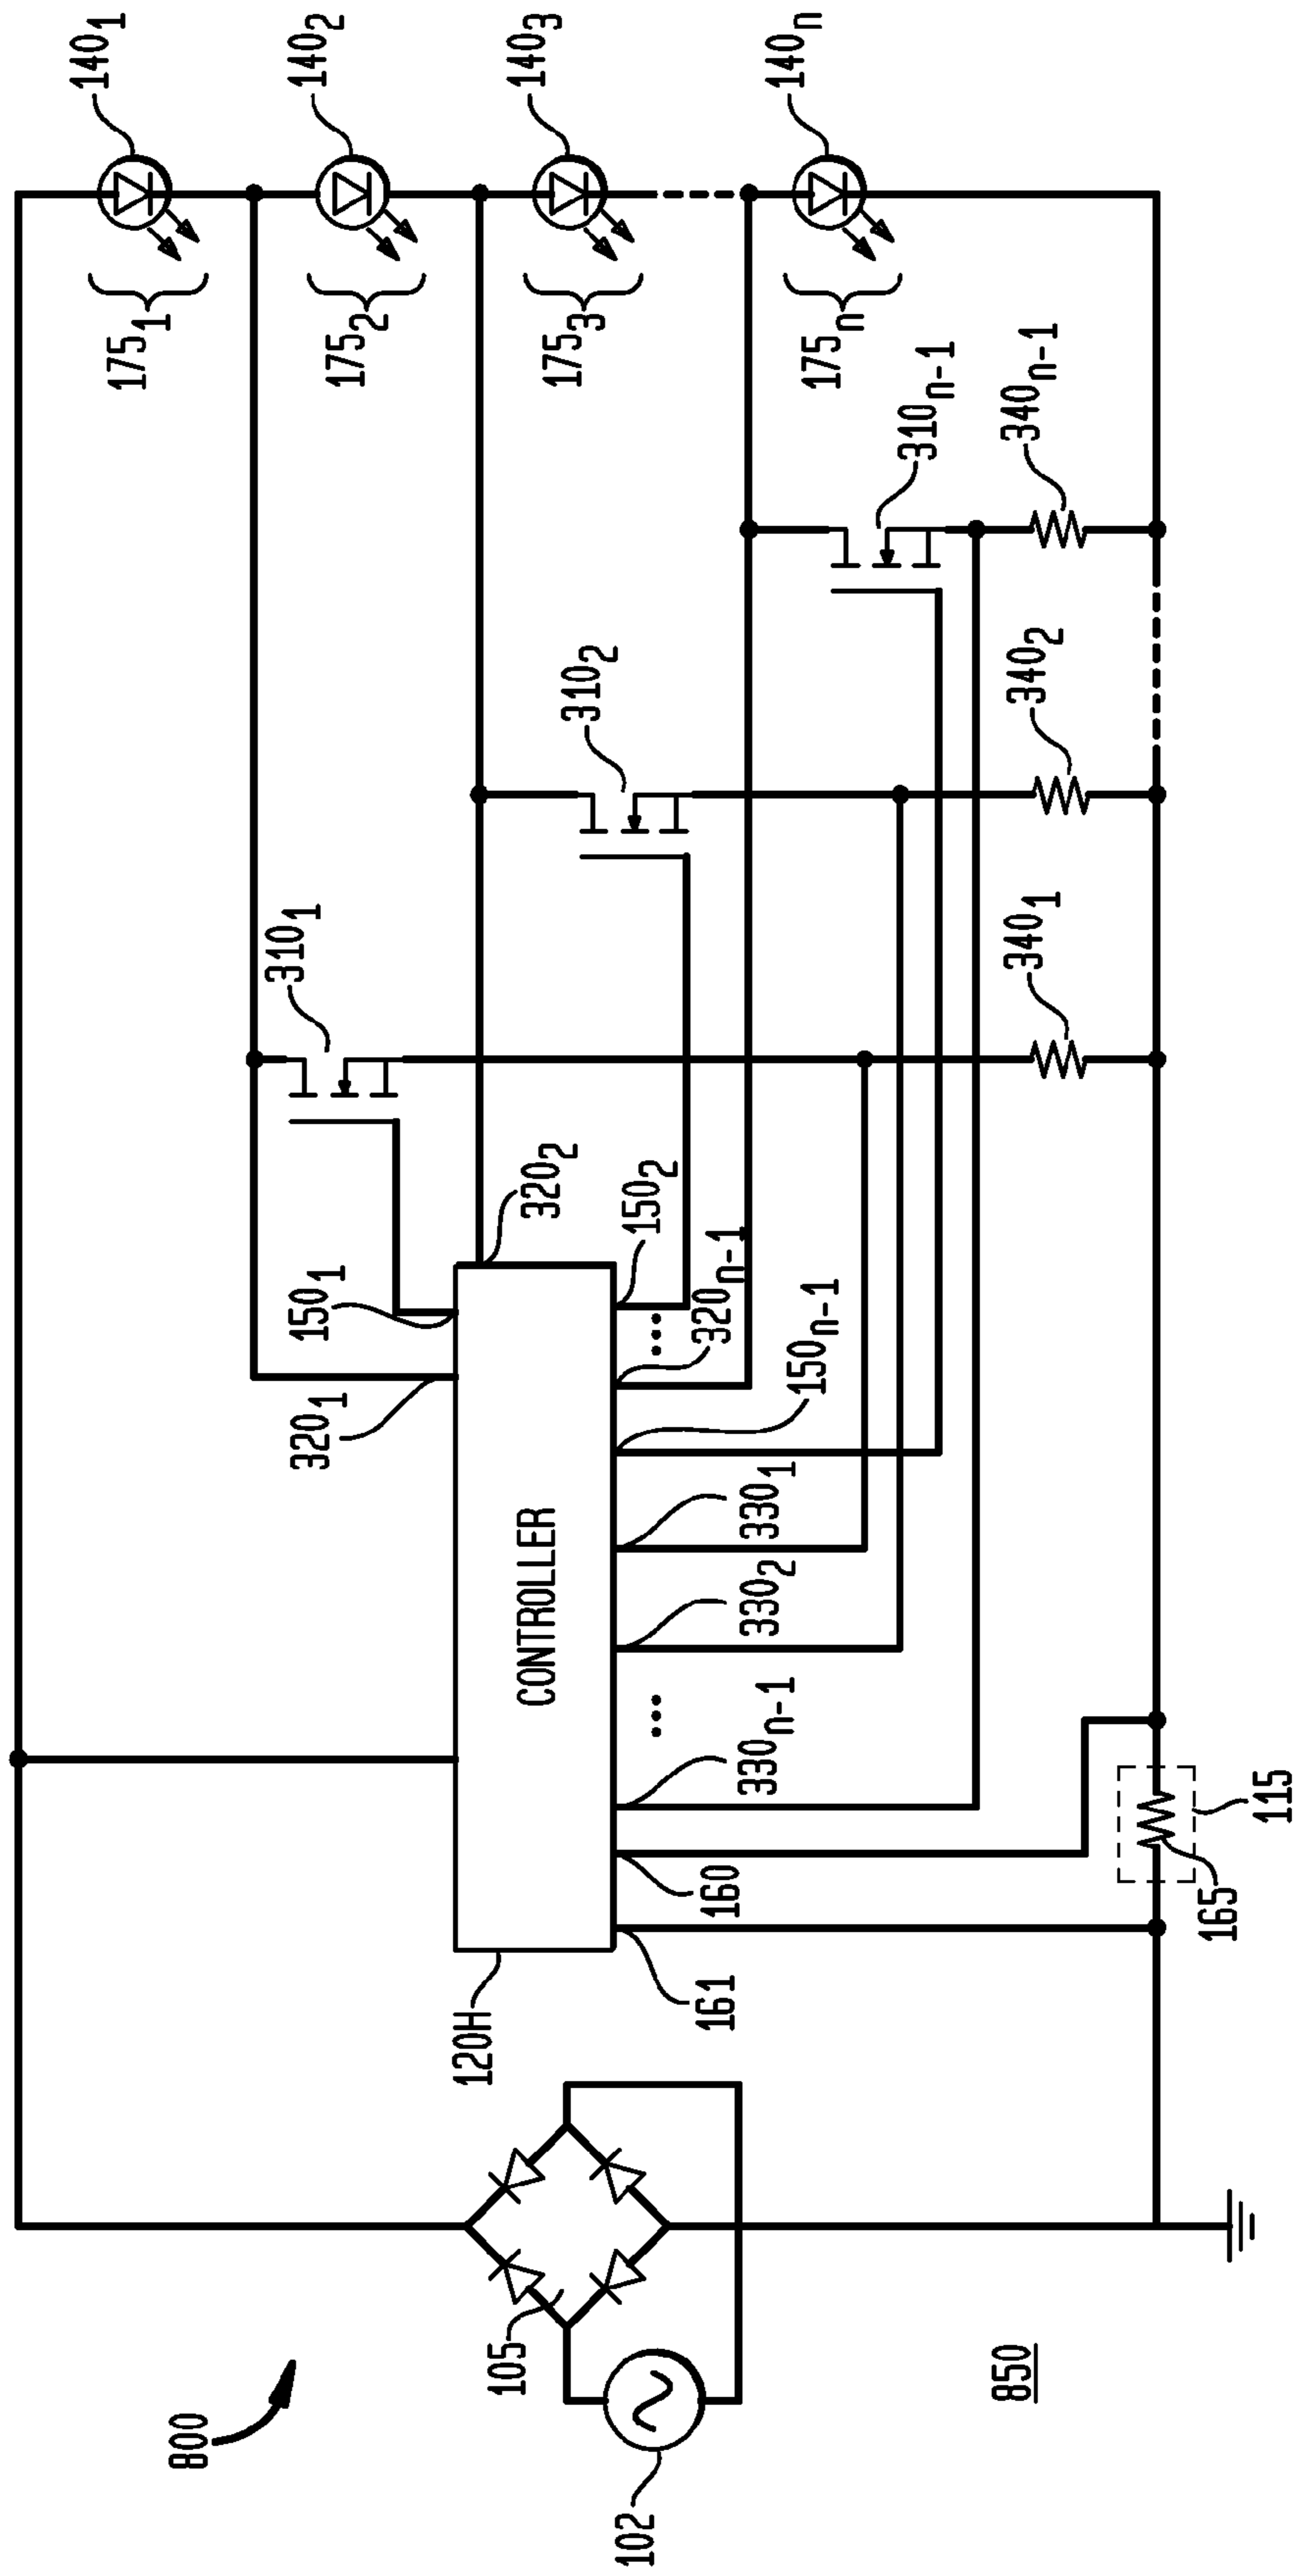 800
850
102
105
120H
CONTROLLER
161
160
330n-1
...
330₂
330₁
150n-1
320n-1
...
150₂
320₂
320₁
150₁
310₁
310₂
310n-1
340₁
340₂
340n-1
165
115
175₁
175₂
175₃
175n
140₁
140₂
140₃
140n